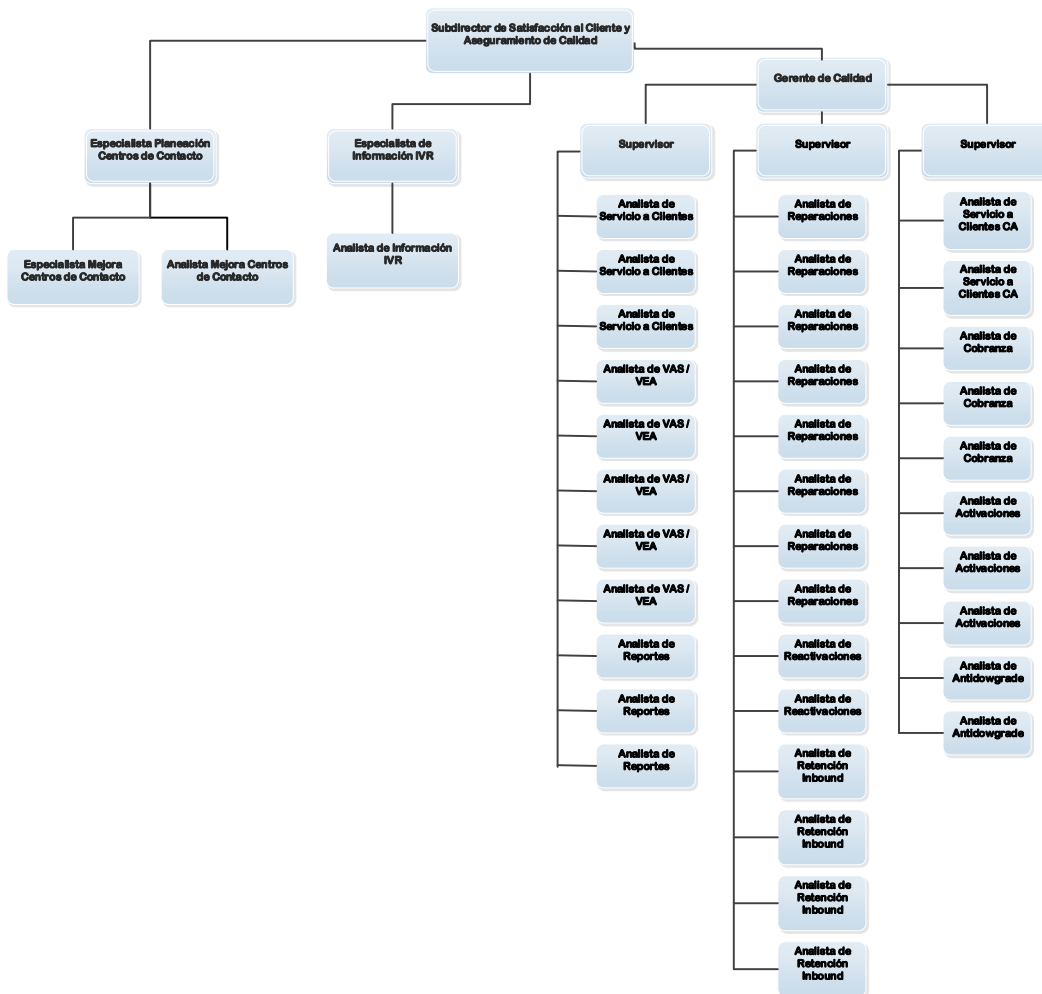 Subdirector de Satisfacción al Cliente y
Aseguramiento de Calidad
Gerente de Calidad
Especialista Planeación
Centros de Contacto
Especialista de
Información IVR
Supervisor
Supervisor
Supervisor
Especialista Mejora
Centros de Contacto
Analista Mejora Centros
de Contacto
Analista de Información
IVR
Analista de
Servicio a Clientes
Analista de
Servicio a Clientes
Analista de
Servicio a Clientes
Analista de VAS /
VEA
Analista de VAS /
VEA
Analista de VAS /
VEA
Analista de VAS /
VEA
Analista de VAS /
VEA
Analista de
Reportes
Analista de
Reportes
Analista de
Reportes
Analista de
Reparaciones
Analista de
Reparaciones
Analista de
Reparaciones
Analista de
Reparaciones
Analista de
Reparaciones
Analista de
Reparaciones
Analista de
Reparaciones
Analista de
Reparaciones
Analista de
Reactivaciones
Analista de
Reactivaciones
Analista de
Retención
Inbound
Analista de
Retención
Inbound
Analista de
Retención
Inbound
Analista de
Retención
Inbound
Analista de
Servicio a
Clientes CA
Analista de
Servicio a
Clientes CA
Analista de
Cobranza
Analista de
Cobranza
Analista de
Cobranza
Analista de
Activaciones
Analista de
Activaciones
Analista de
Activaciones
Analista de
Antidowgrade
Analista de
Antidowgrade